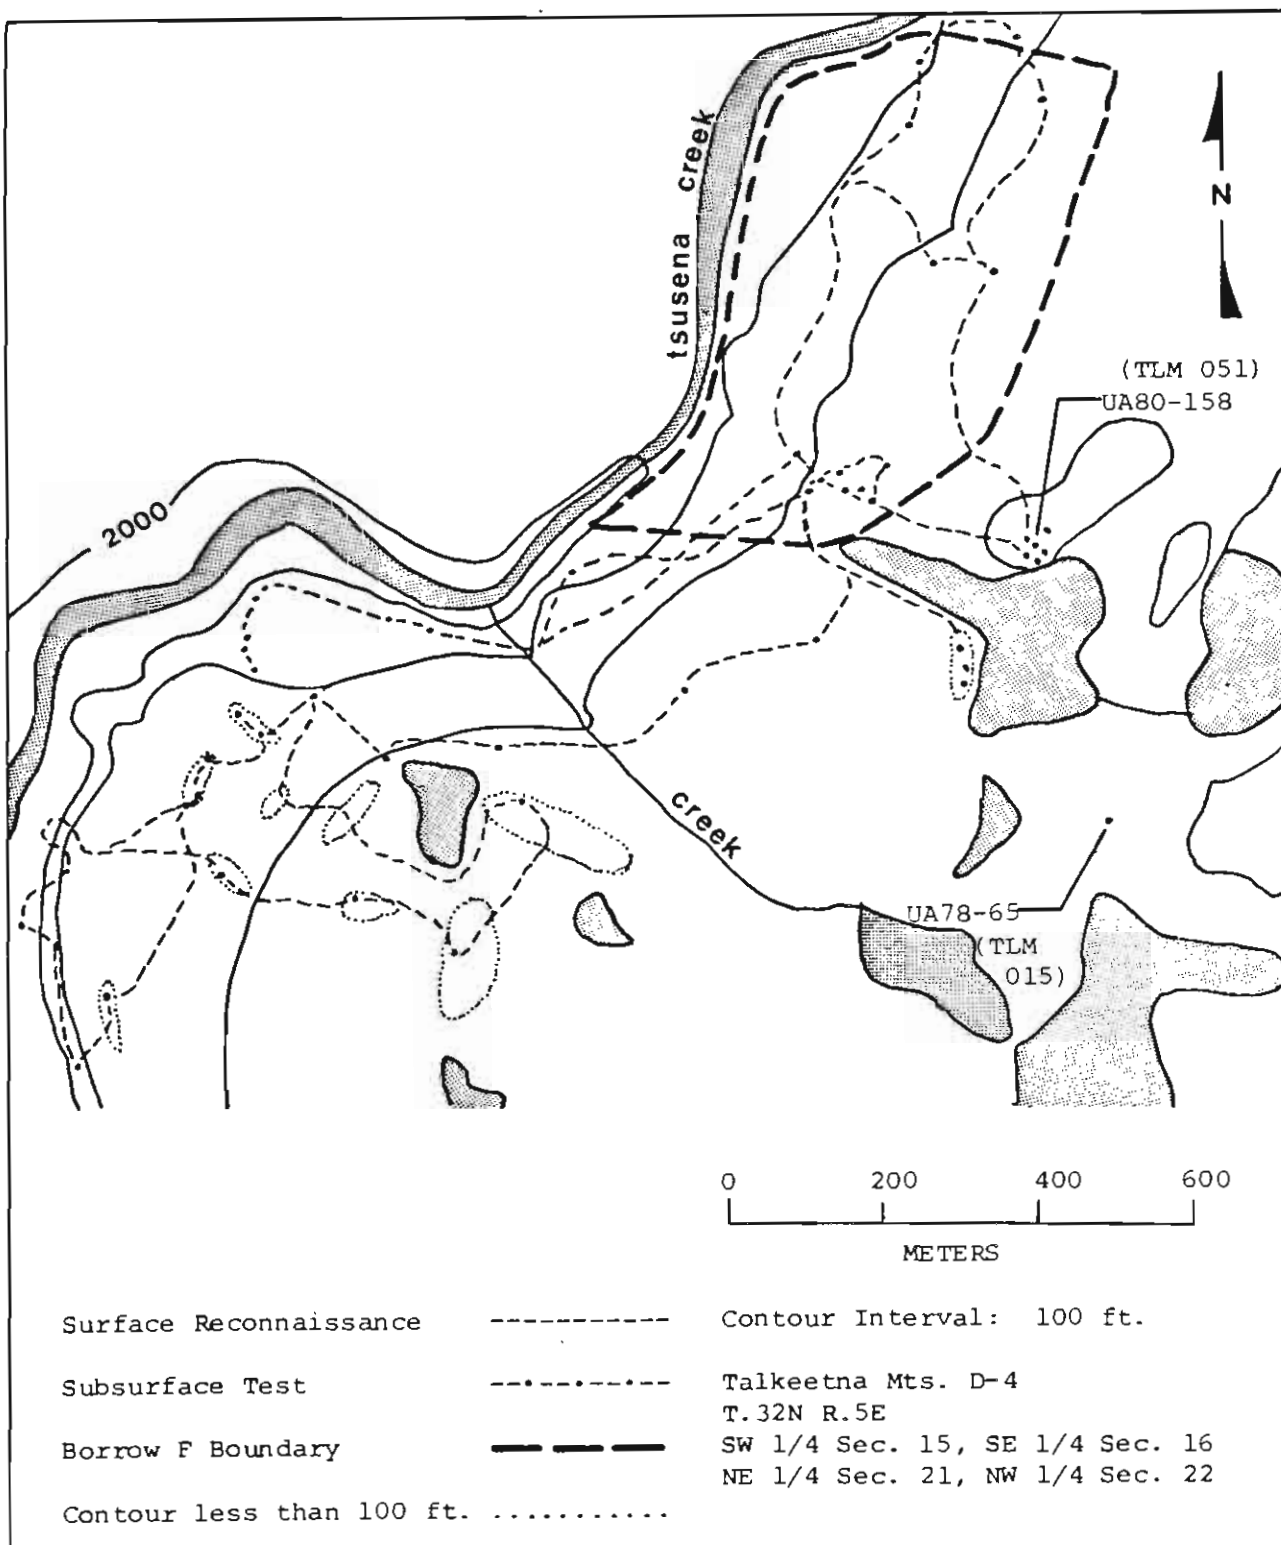 tsusena creek
N
(TLM 051)
UA80-158
2000
creek
UA78-65
(TLM
015)
0 200 400 600
METERS
Surface Reconnaissance
Subsurface Test
Borrow F Boundary
Contour less than 100 ft.
Contour Interval: 100 ft.
Talkeetna Mts. D-4
T.32N R.5E
SW 1/4 Sec. 15, SE 1/4 Sec. 16
NE 1/4 Sec. 21, NW 1/4 Sec. 22